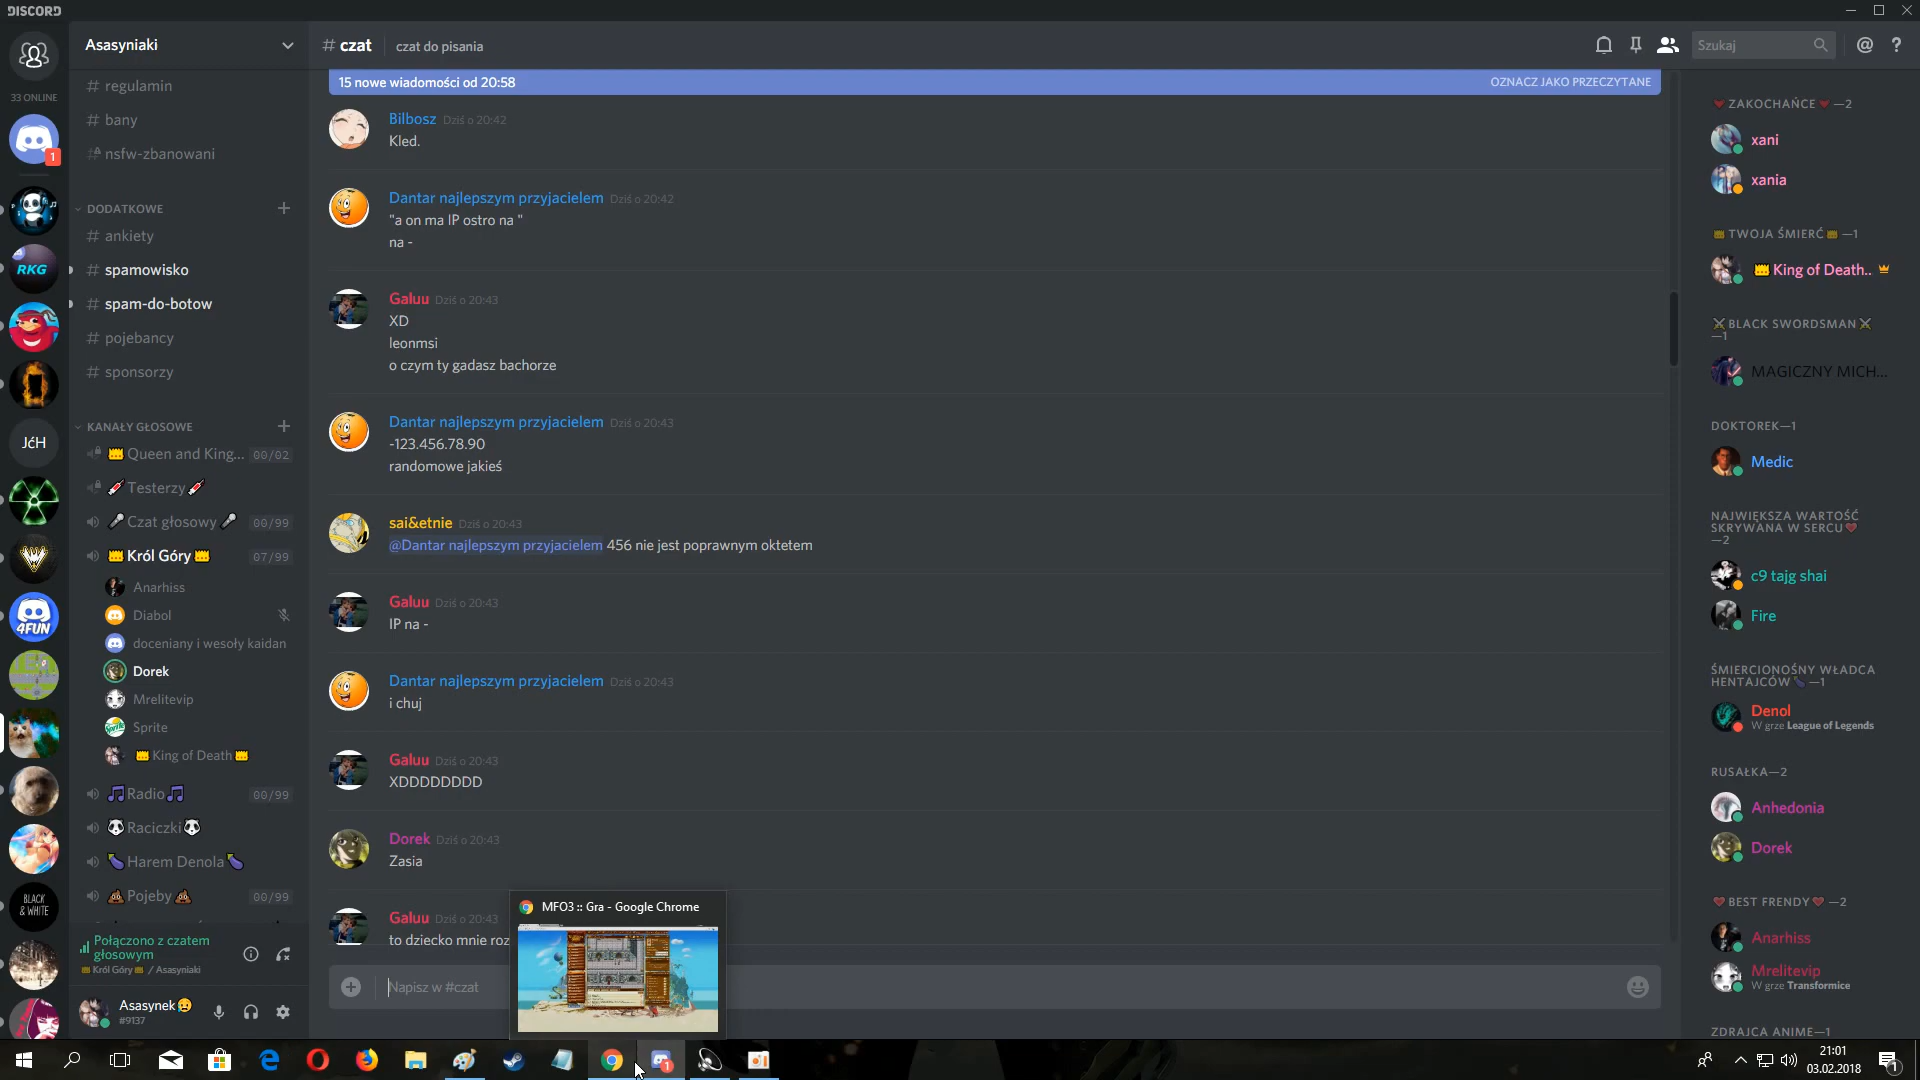 DISCORD
33 ONLINE
1
RKG
JćH
4FUN
BLACK
& WHITE
Asasyniaki
# regulamin
# bany
nsfw-zbanowani
DODATKOWE
# ankiety
# spamowisko
# spam-do-botow
# pojebancy
# sponsorzy
KANAŁY GŁOSOWE
Queen and King... 00/02
Testerzy
Czat głosowy 00/99
Król Góry 07/99
Anarhiss
Diabol
doceniany i wesoły kaidan
Dorek
Mrelitevip
Sprite
King of Death
Radio 00/99
Raciczki
Harem Denola
Pojeby 00/99
Połączono z czatem
głosowym
Król Góry / Asasyniaki
Asasynek
#9137
# czat
czat do pisania
Szukaj
@ ?
15 nowe wiadomości od 20:58
OZNACZ JAKO PRZECZYTANE
Bilbosz Dziś o 20:42
Kled.
Dantar najlepszym przyjacielem Dziś o 20:42
"a on ma IP ostro na "
na -
Galuu Dziś o 20:43
XD
leonmsi
o czym ty gadasz bachorze
Dantar najlepszym przyjacielem Dziś o 20:43
-123.456.78.90
randomowe jakieś
sai&etnie Dziś o 20:43
@Dantar najlepszym przyjacielem 456 nie jest poprawnym oktetem
Galuu Dziś o 20:43
IP na -
Dantar najlepszym przyjacielem Dziś o 20:43
i chuj
Galuu Dziś o 20:43
XDDDDDDDD
Dorek Dziś o 20:43
Zasia
Galuu Dziś o 20:43
to dziecko mnie roz
Napisz w #czat
MFO3 :: Gra - Google Chrome
ZAKOCHAŃCE —2
xani
xania
TWOJA ŚMIERĆ —1
King of Death..
BLACK SWORDSMAN
—1
MAGICZNY MICH...
DOKTOREK—1
Medic
NAJWIĘKSZA WARTOŚĆ
SKRYWANA W SERCU
—2
c9 tajg shai
Fire
ŚMIERCIONOŚNY WŁADCA
HENTAJCÓW —1
Denol
W grze League of Legends
RUSAŁKA—2
Anhedonia
Dorek
BEST FRENDY —2
Anarhiss
Mrelitevip
W grze Transformice
ZDRAJCA ANIME—1
1
21:01
03.02.2018
1